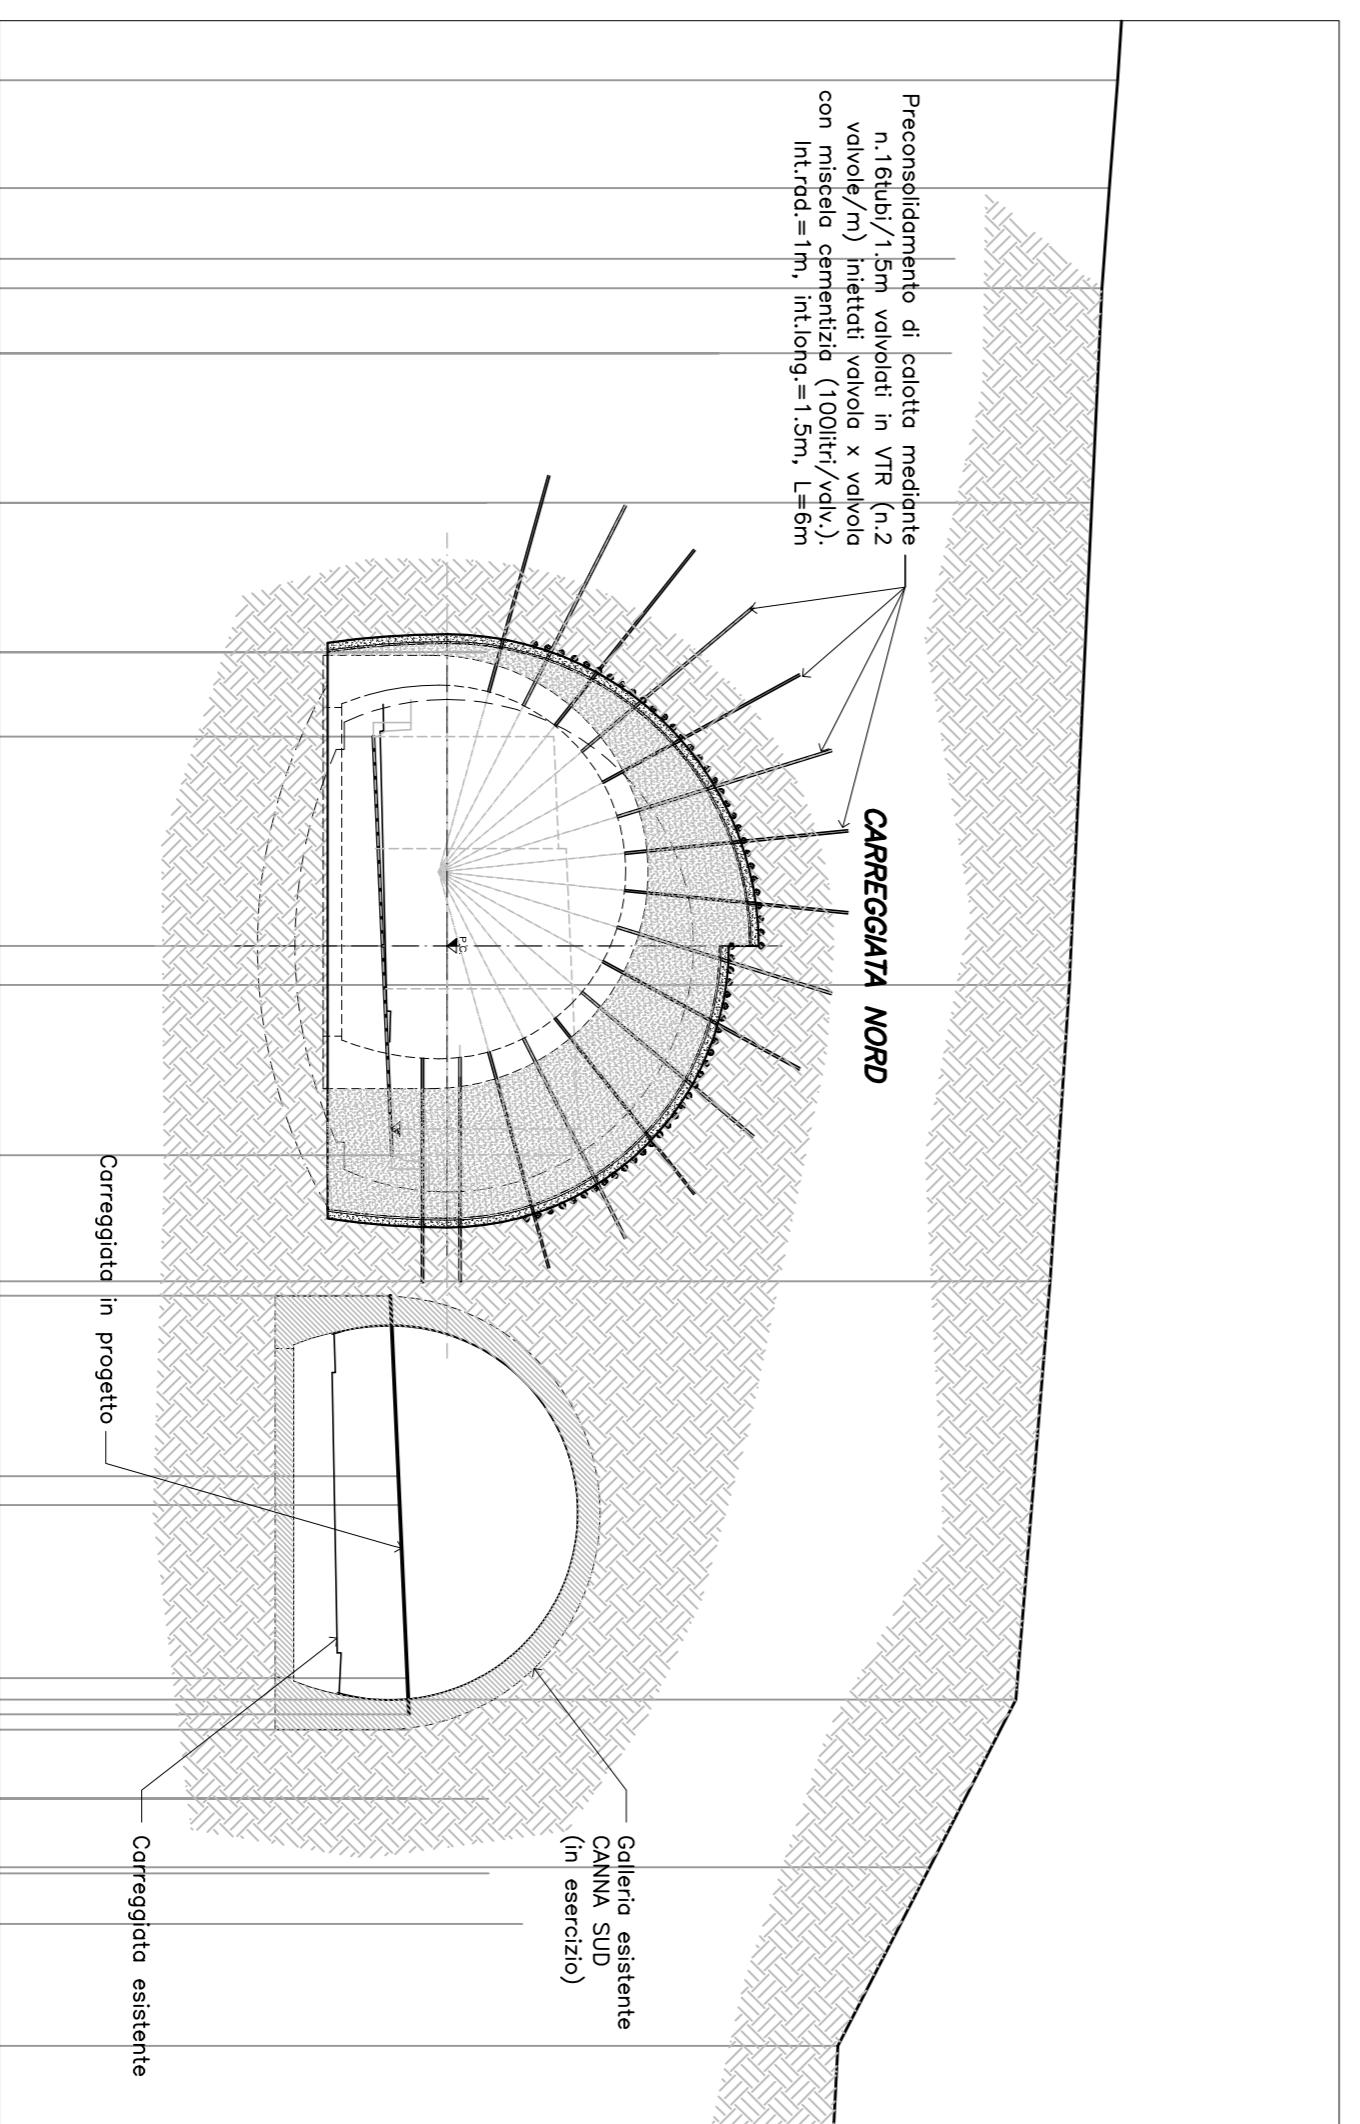 Preconsolidamento di calotta mediante
n.16tubi/1.5m valvolati in VTR (n.2
valvole/m) iniettati valvola x valvola
con miscela cementizia (100litri/valv.).
Int.rad.=1m, int.long.=1.5m, L=6m
CARREGGIATA NORD
P.C.
Galleria esistente
CANNA SUD
(in esercizio)
Carreggiata in progetto
Carreggiata esistente